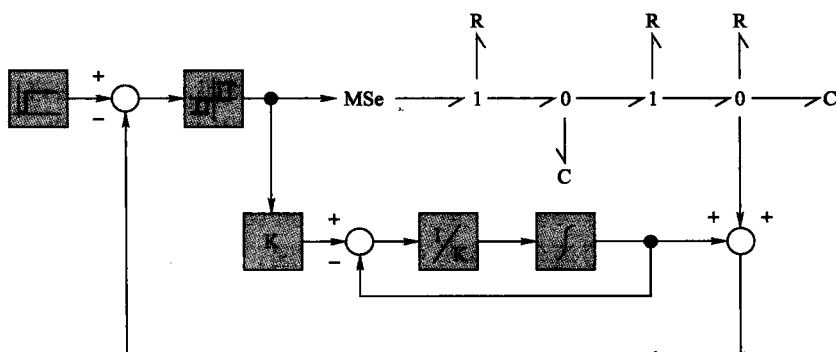 R R R
+
−
MSe 1 0 1 0 C
C
K + − 1/K ∫ + +